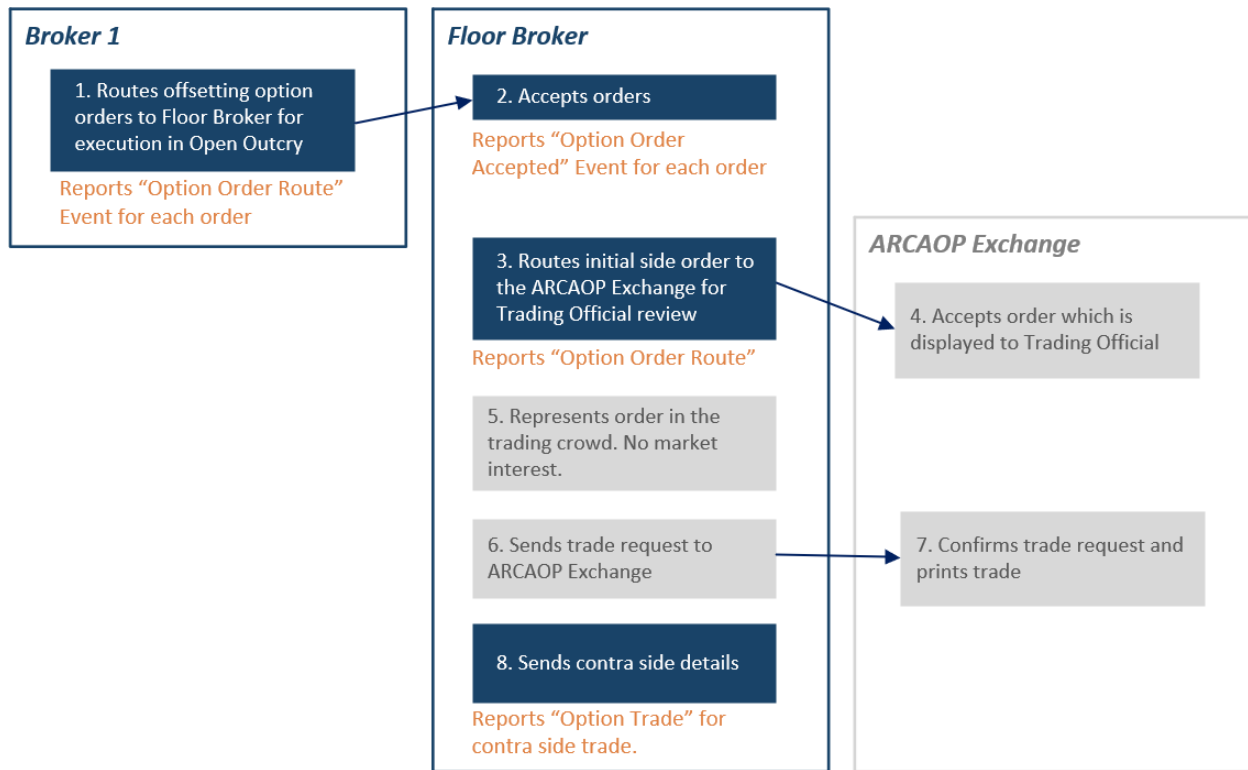 Broker 1
1. Routes offsetting option
orders to Floor Broker for
execution in Open Outcry
Reports “Option Order Route”
Event for each order
Floor Broker
2. Accepts orders
Reports “Option Order
Accepted” Event for each order
3. Routes initial side order to
the ARCAOP Exchange for
Trading Official review
Reports “Option Order Route”
5. Represents order in the
trading crowd. No market
interest.
6. Sends trade request to
ARCAOP Exchange
8. Sends contra side details
Reports “Option Trade” for
contra side trade.
ARCAOP Exchange
4. Accepts order which is
displayed to Trading Official
7. Confirms trade request and
prints trade